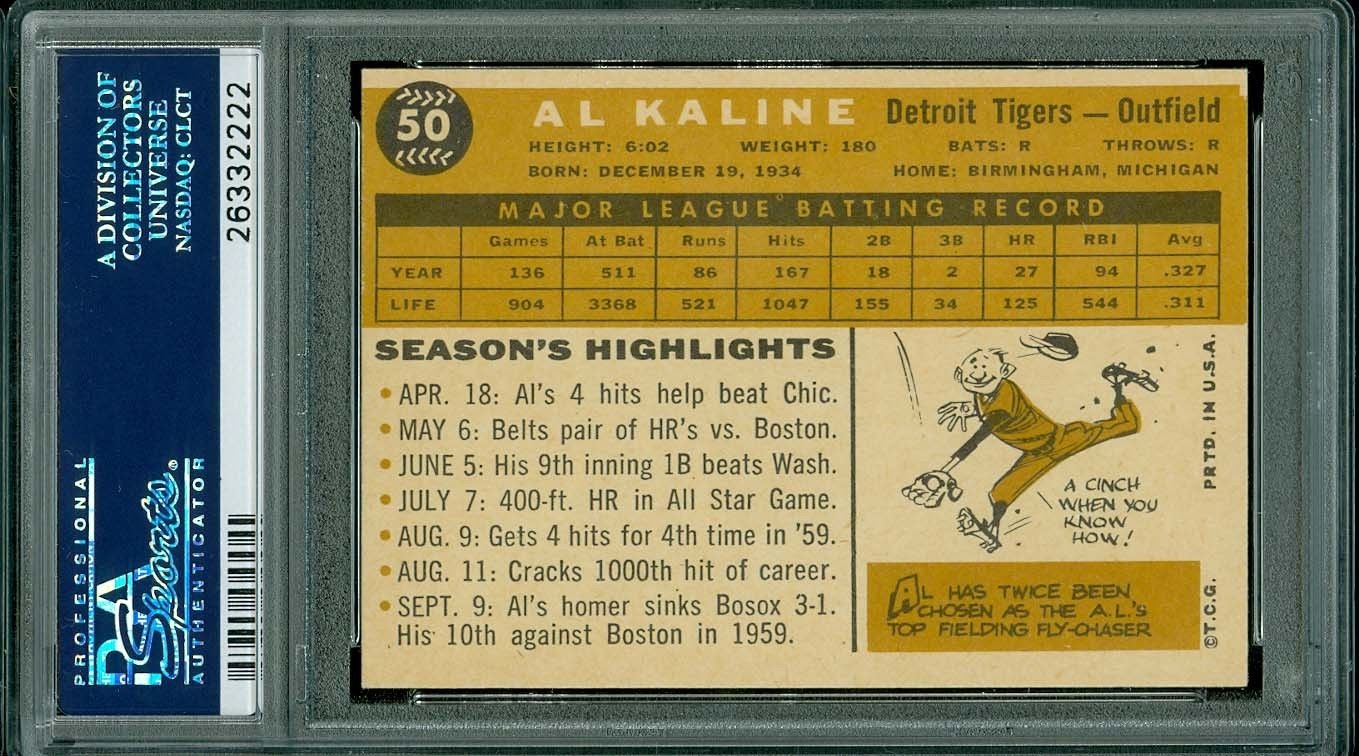 A DIVISION OF
COLLECTORS
UNIVERSE
NASDAQ: CLCT
26332222
PROFESSIONAL
PSA
Sports®
AUTHENTICATOR
50
AL KALINE Detroit Tigers — Outfield
HEIGHT: 6:02 WEIGHT: 180 BATS: R THROWS: R
BORN: DECEMBER 19, 1934 HOME: BIRMINGHAM, MICHIGAN
MAJOR LEAGUE BATTING RECORD
Games At Bat Runs Hits 2B 3B HR RBI Avg
YEAR 136 511 86 167 18 2 27 94 .327
LIFE 904 3368 521 1047 155 34 125 544 .311
SEASON'S HIGHLIGHTS
• APR. 18: Al's 4 hits help beat Chic.
• MAY 6: Belts pair of HR's vs. Boston.
• JUNE 5: His 9th inning 1B beats Wash.
• JULY 7: 400-ft. HR in All Star Game.
• AUG. 9: Gets 4 hits for 4th time in '59.
• AUG. 11: Cracks 1000th hit of career.
• SEPT. 9: Al's homer sinks Bosox 3-1.
His 10th against Boston in 1959.
A CINCH
WHEN YOU
KNOW
HOW!
AL HAS TWICE BEEN
CHOSEN AS THE A.L.'S
TOP FIELDING FLY-CHASER
©T.C.G. PRTD. IN U.S.A.